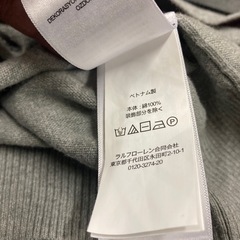 DEKORASYO
ベトナム製
本体：綿100%
装飾部分を除く
ラルフローレン合同会社
東京都千代田区永田町2-10-1
0120-3274-20